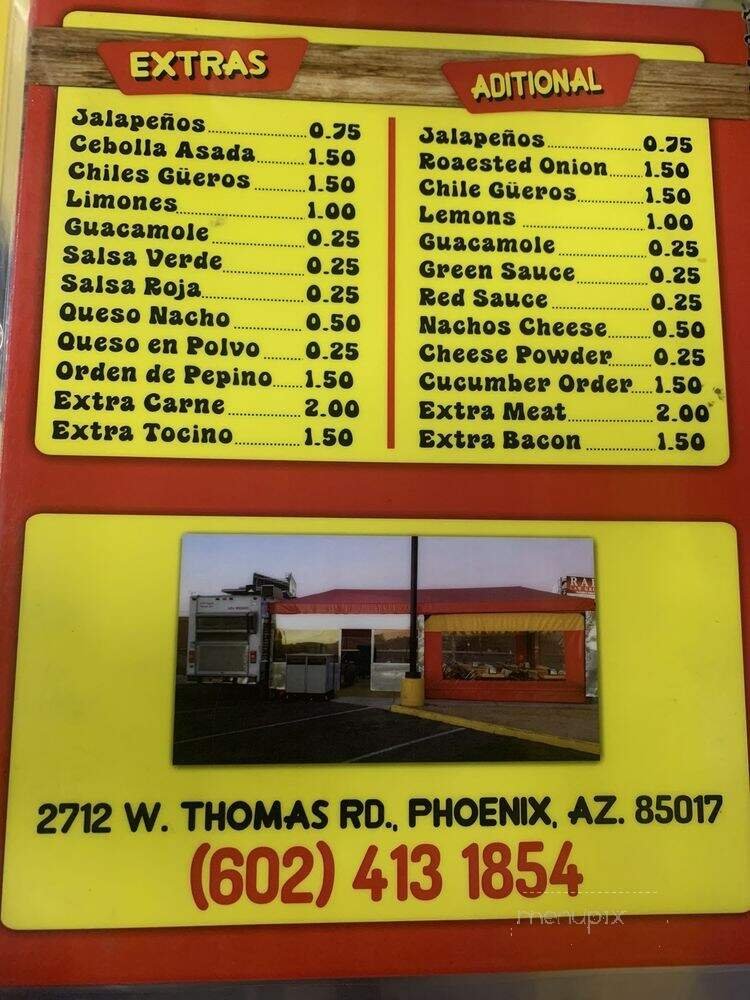 EXTRAS
Jalapeños 0.75
Cebolla Asada 1.50
Chiles Güeros 1.50
Limones 1.00
Guacamole 0.25
Salsa Verde 0.25
Salsa Roja 0.25
Queso Nacho 0.50
Queso en Polvo 0.25
Orden de Pepino 1.50
Extra Carne 2.00
Extra Tocino 1.50
ADITIONAL
Jalapeños 0.75
Roaested Onion 1.50
Chile Güeros 1.50
Lemons 1.00
Guacamole 0.25
Green Sauce 0.25
Red Sauce 0.25
Nachos Cheese 0.50
Cheese Powder 0.25
Cucumber Order 1.50
Extra Meat 2.00
Extra Bacon 1.50
2712 W. THOMAS RD., PHOENIX, AZ. 85017
(602) 413 1854
menupix